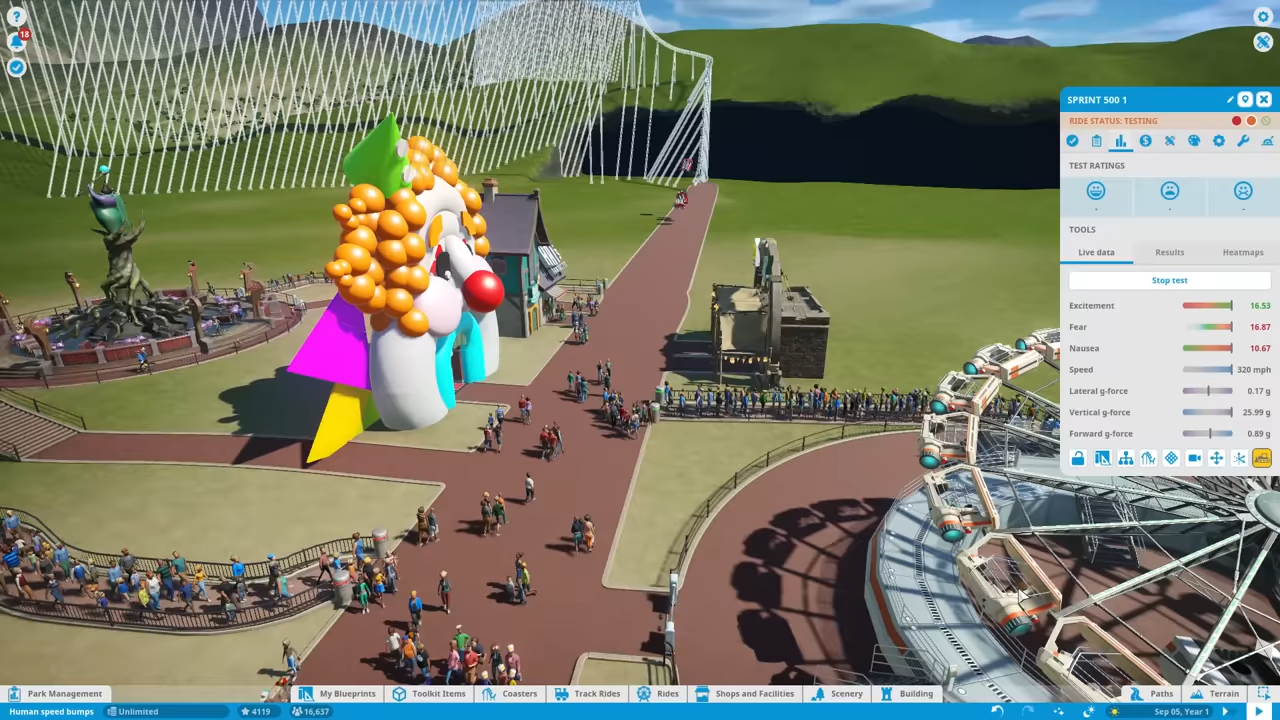 ?
18
SPRINT 500 1
RIDE STATUS: TESTING
TEST RATINGS
- - -
TOOLS
Live data Results Heatmaps
Stop test
Excitement 16.53
Fear 16.87
Nausea 10.67
Speed 320 mph
Lateral g-force 0.17 g
Vertical g-force 25.99 g
Forward g-force 0.89 g
Park Management My Blueprints Toolkit Items Coasters Track Rides Rides Shops and Facilities Scenery Building Paths Terrain
Human speed bumps Unlimited 4119 16,637 Sep 05, Year 1